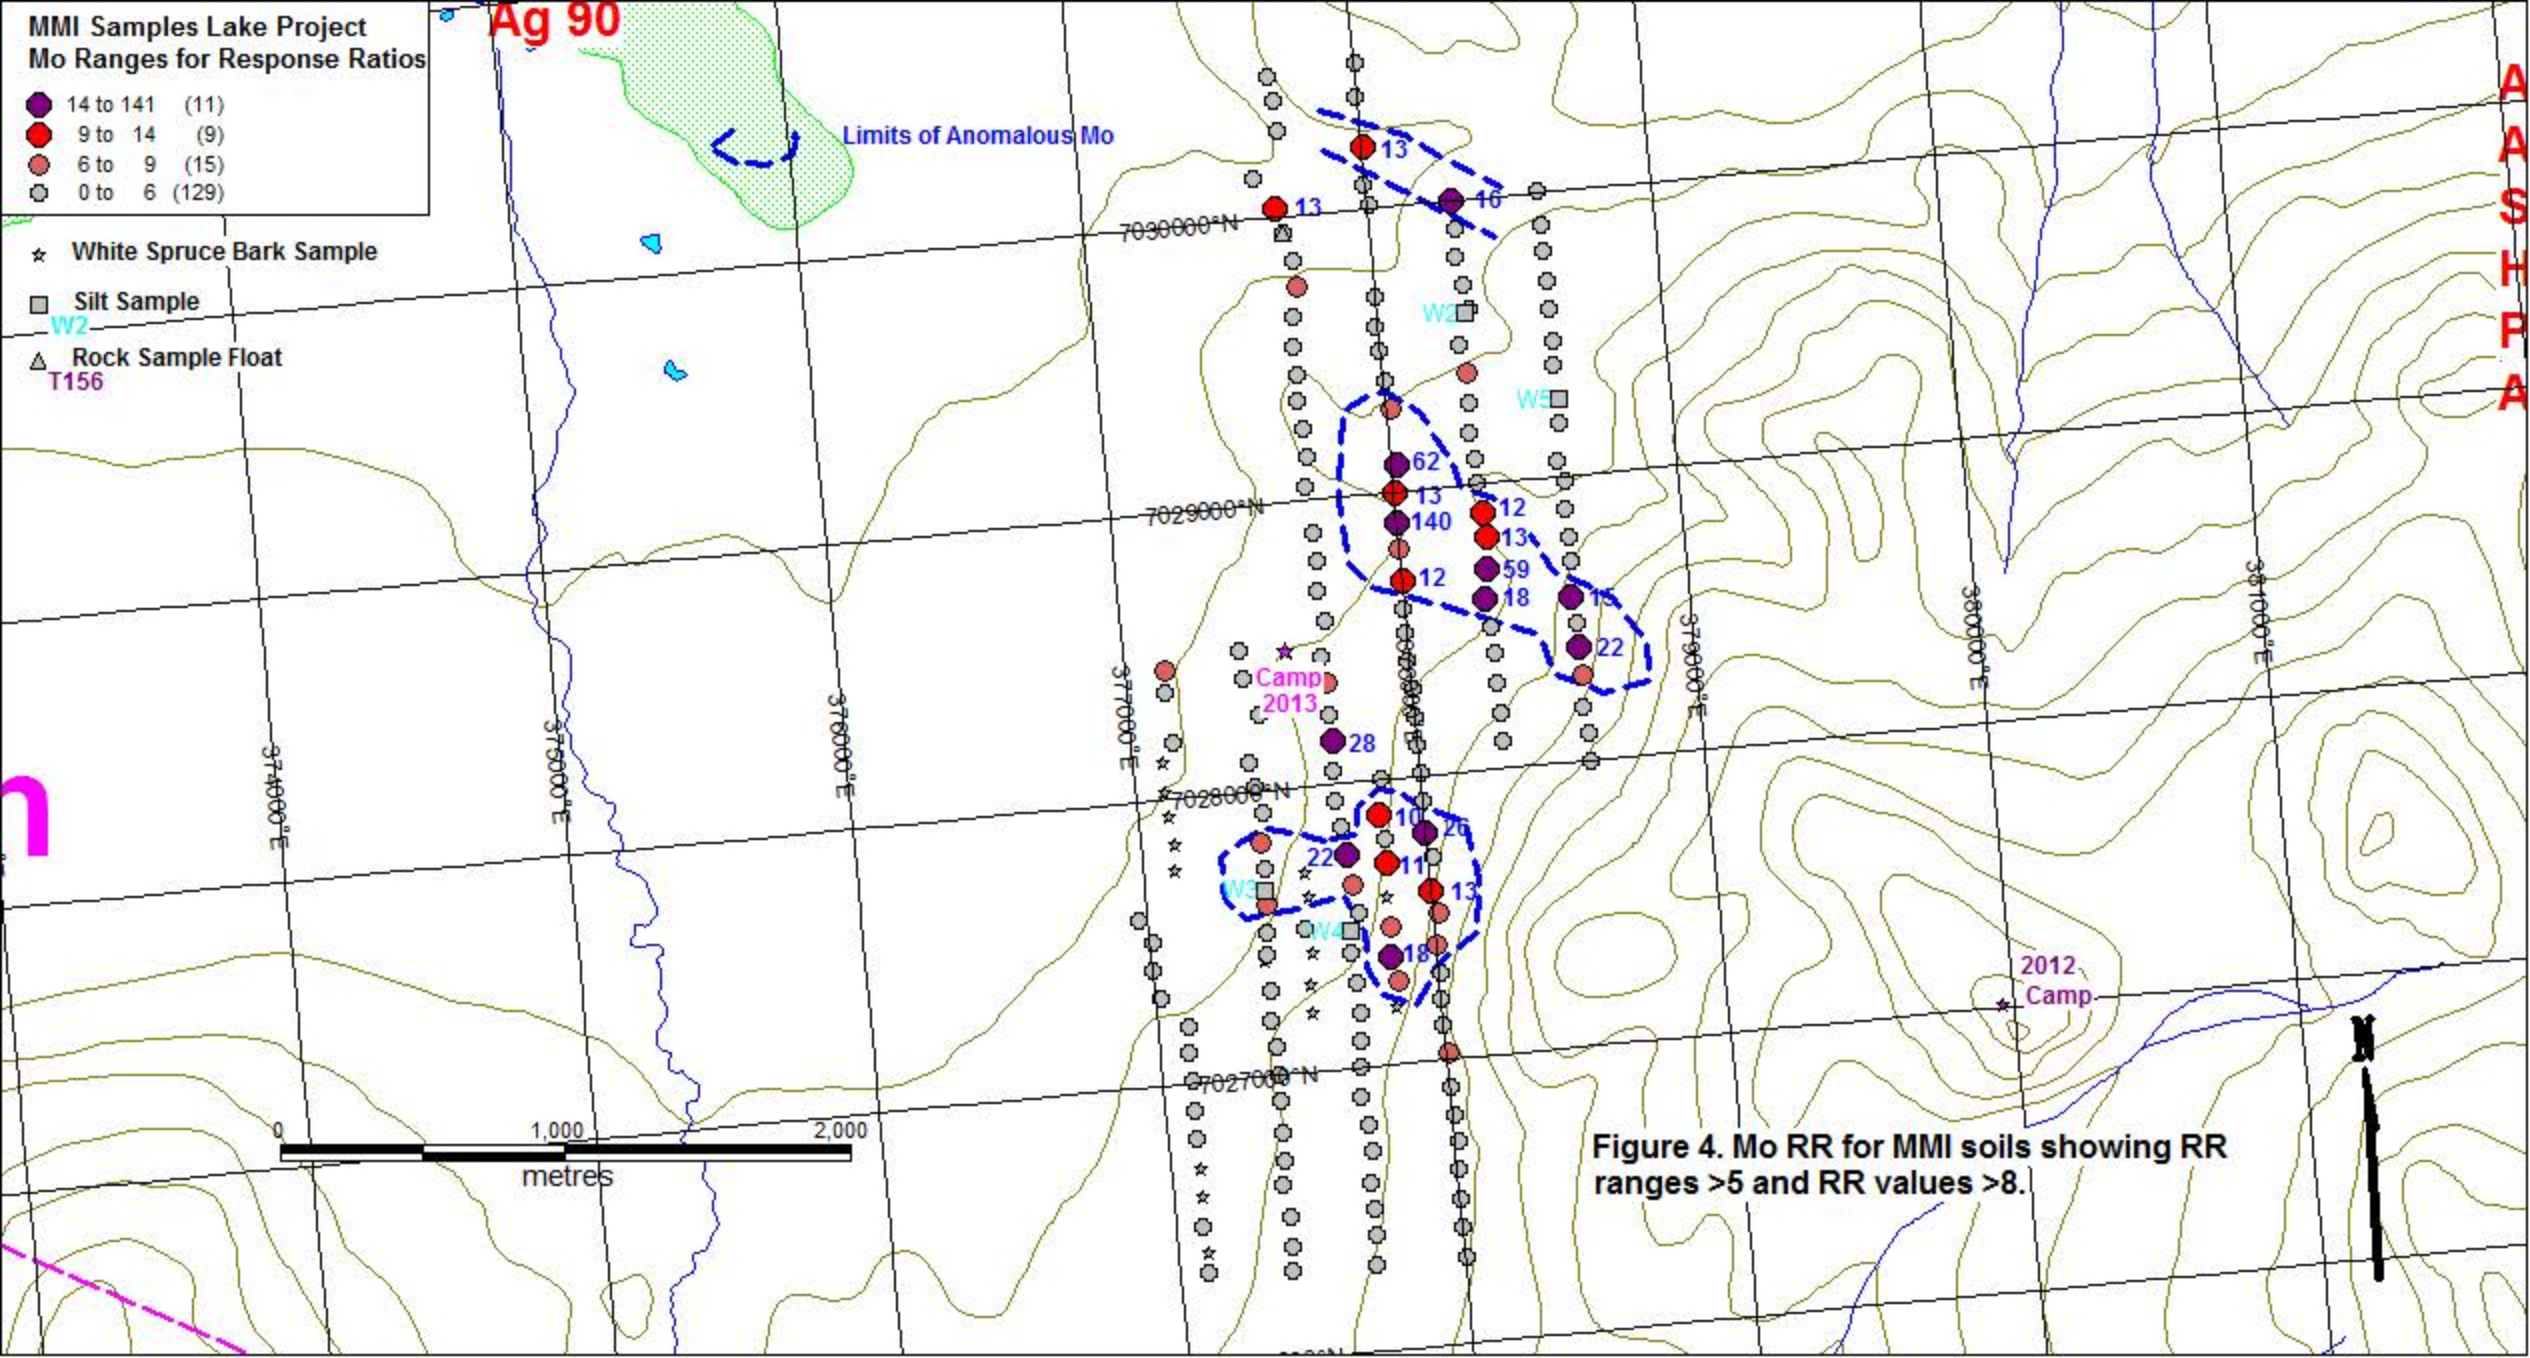 MMI Samples Lake Project
Mo Ranges for Response Ratios
14 to 141 (11)
9 to 14 (9)
6 to 9 (15)
0 to 6 (129)
White Spruce Bark Sample
Silt Sample
W2
Rock Sample Float
T156
Ag 90
Limits of Anomalous Mo
A
A
S
H
P
A
13
16
13
7030000°N
W2
W5
62
13
7029000°N
140
12
13
12
59
18
15
22
Camp
2013
28
374000°E
375000°E
376000°E
377000°E
379000°E
380000°E
381000°E
7028000°N
10
26
22
11
W3
13
W4
18
n
2012
Camp
7027000°N
0 1,000 2,000
metres
Figure 4. Mo RR for MMI soils showing RR
ranges >5 and RR values >8.
N